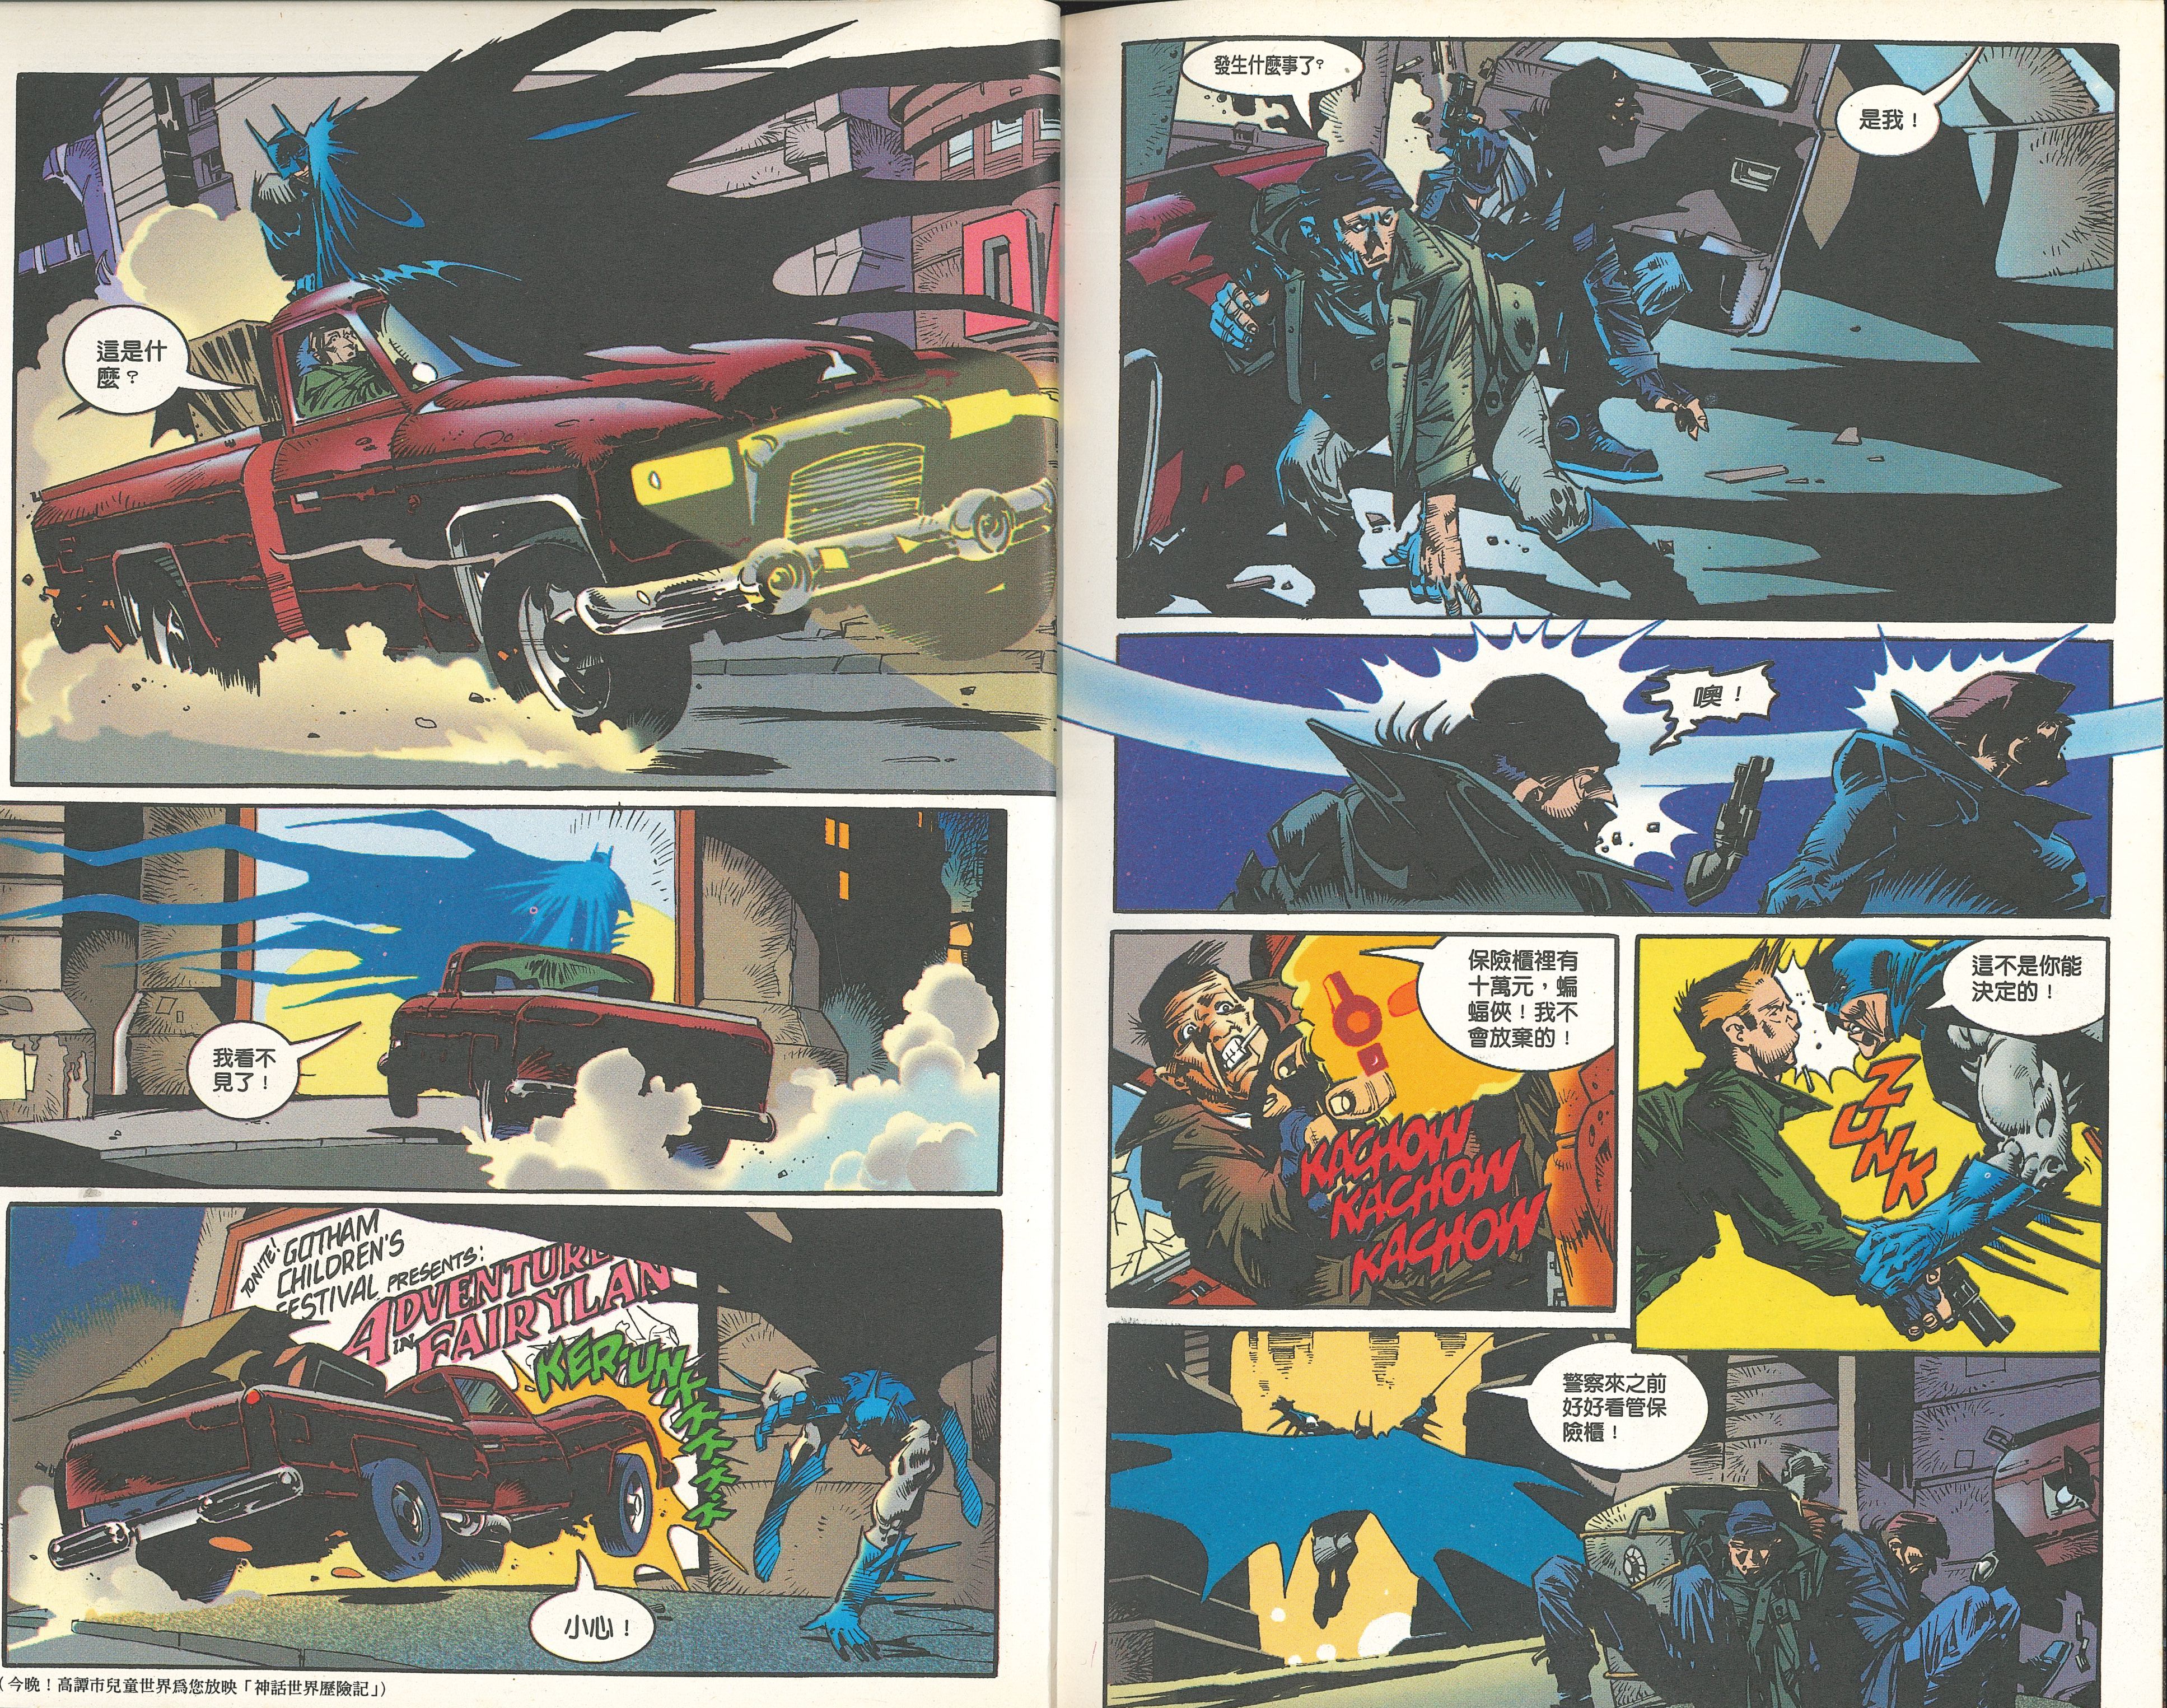 這是什
麼？
我看不
見了！
TONITE! GOTHAM
CHILDREN'S
FESTIVAL PRESENTS:
ADVENTURE
IN FAIRYLAN
KER-UNKKKKKK
小心！
（今晚！高譚市兒童世界爲您放映「神話世界歷險記」）
發生什麼事了？
是我！
噢！
保險櫃裡有
十萬元，蝙
蝠俠！我不
會放棄的！
KACHOW
KACHOW
KACHOW
這不是你能
決定的！
ZUNK
警察來之前
好好看管保
險櫃！